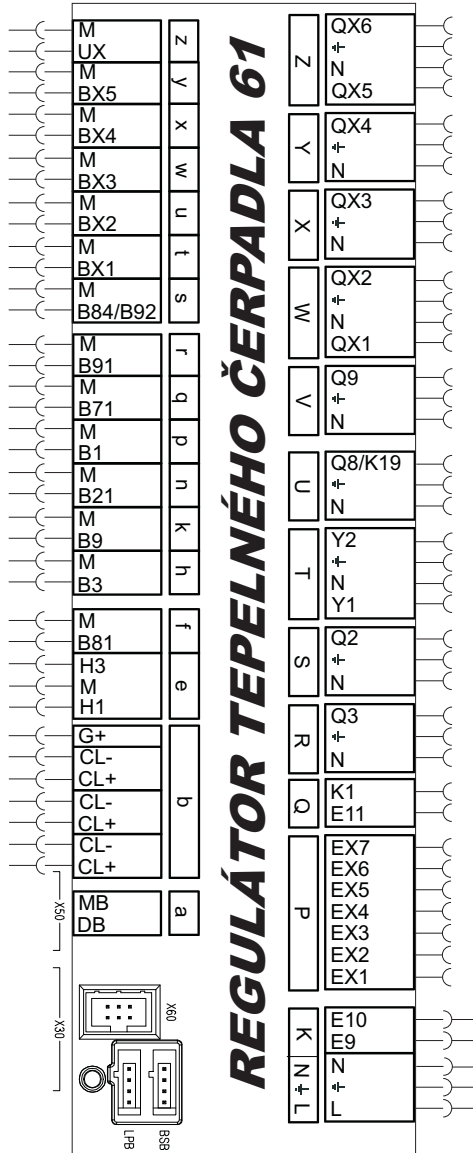 M
UX
z
M
BX5
y
M
BX4
x
M
BX3
w
M
BX2
u
M
BX1
t
M
B84/B92
s
M
B91
r
M
B71
q
M
B1
p
M
B21
n
M
B9
k
M
B3
h
M
B81
f
H3
M
H1
e
G+
CL-
CL+
CL-
CL+
CL-
CL+
b
MB
DB
a
X50
X30
X60
LPB
BSB
REGULÁTOR TEPELNÉHO ČERPADLA 61
Z
QX6
N
QX5
Y
QX4
N
X
QX3
N
W
QX2
N
QX1
V
Q9
N
U
Q8/K19
N
T
Y2
N
Y1
S
Q2
N
R
Q3
N
Q
K1
E11
P
EX7
EX6
EX5
EX4
EX3
EX2
EX1
K
E10
E9
N L
N
L